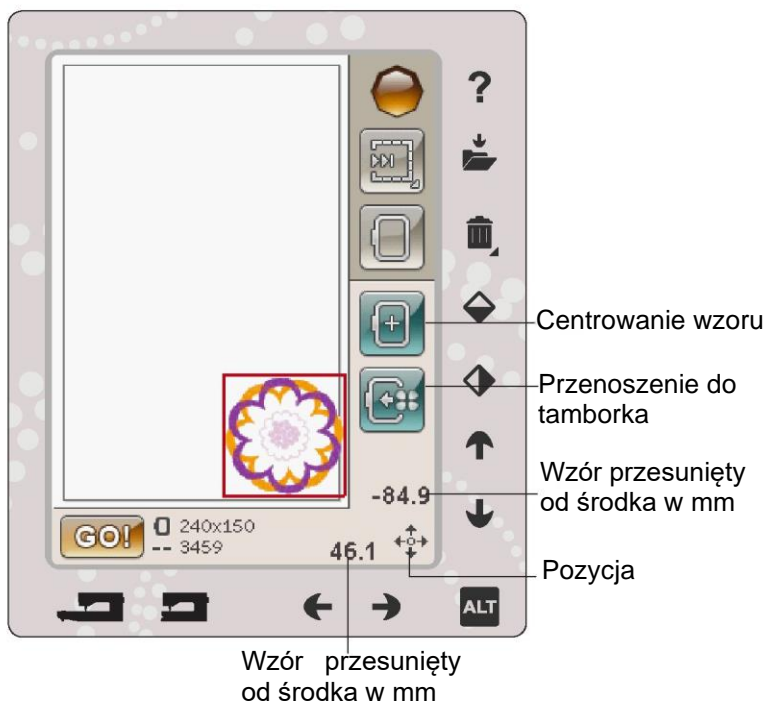 ?
Centrowanie wzoru
Przenoszenie do
tamborka
Wzór przesunięty
od środka w mm
-84.9
GO! 240x150
-- 3459
46.1
Pozycja
ALT
Wzór przesunięty
od środka w mm